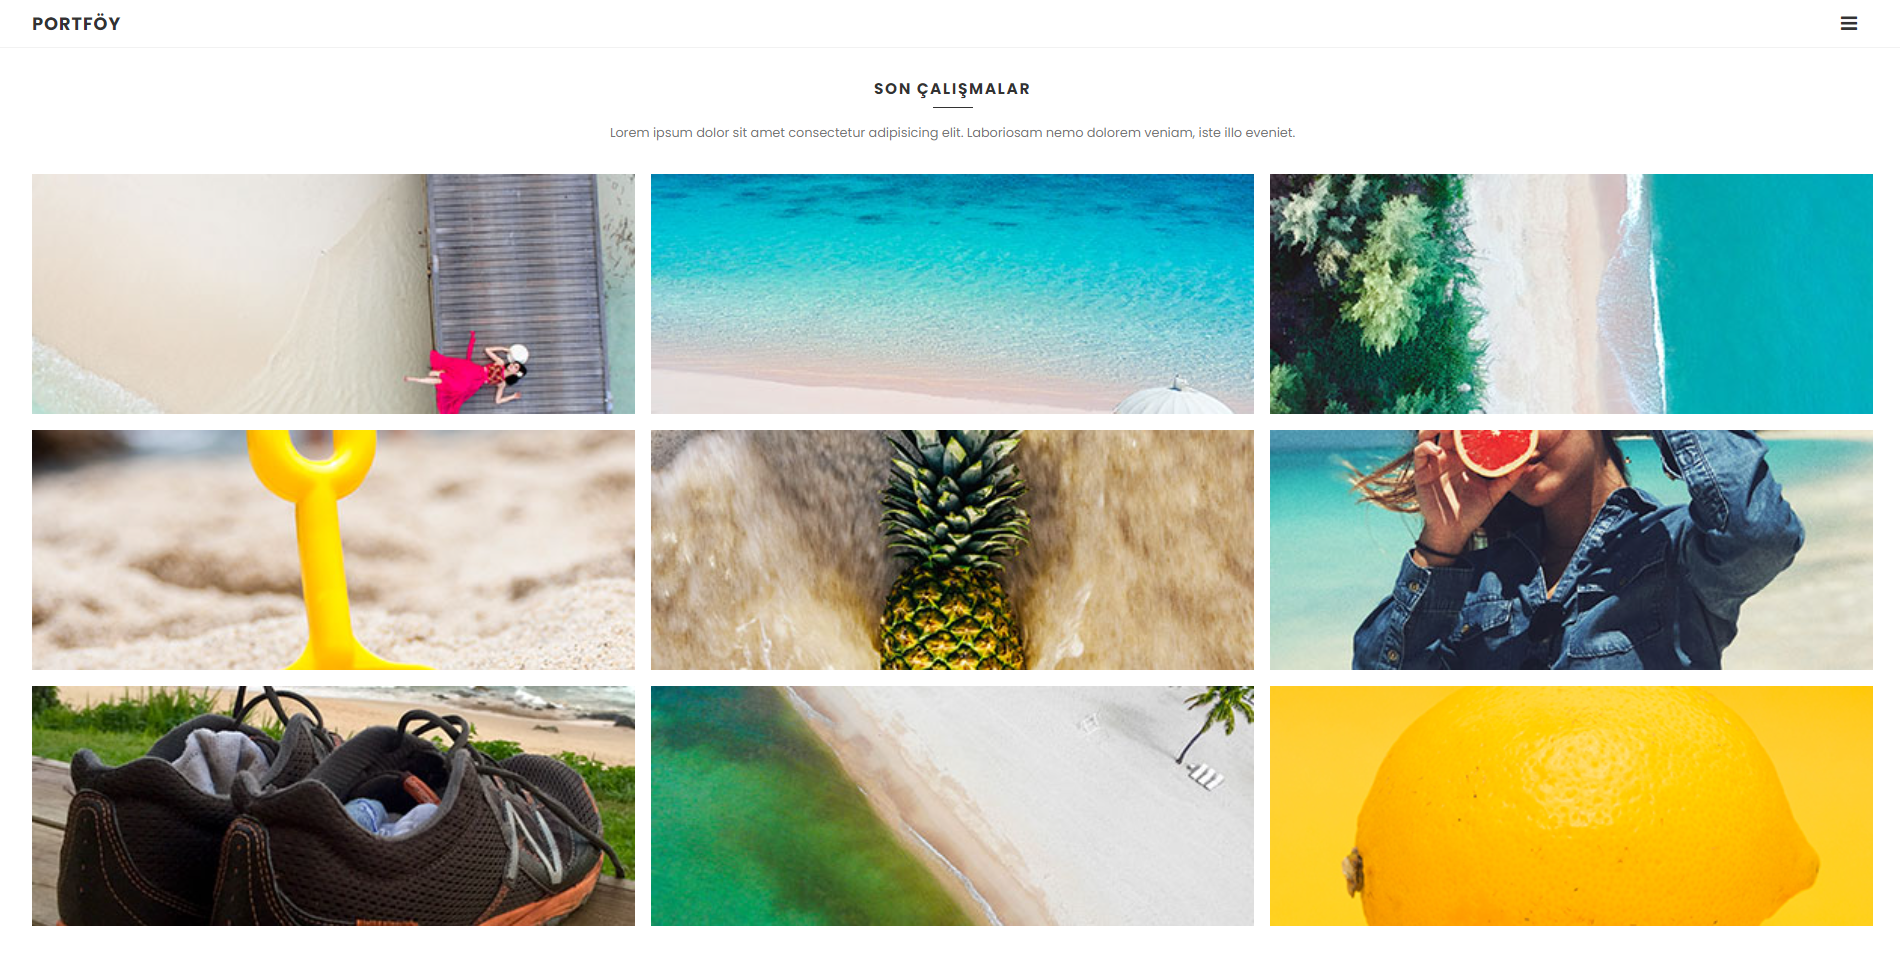 PORTFÖY
SON ÇALIŞMALAR
Lorem ipsum dolor sit amet consectetur adipisicing elit. Laboriosam nemo dolorem veniam, iste illo eveniet.